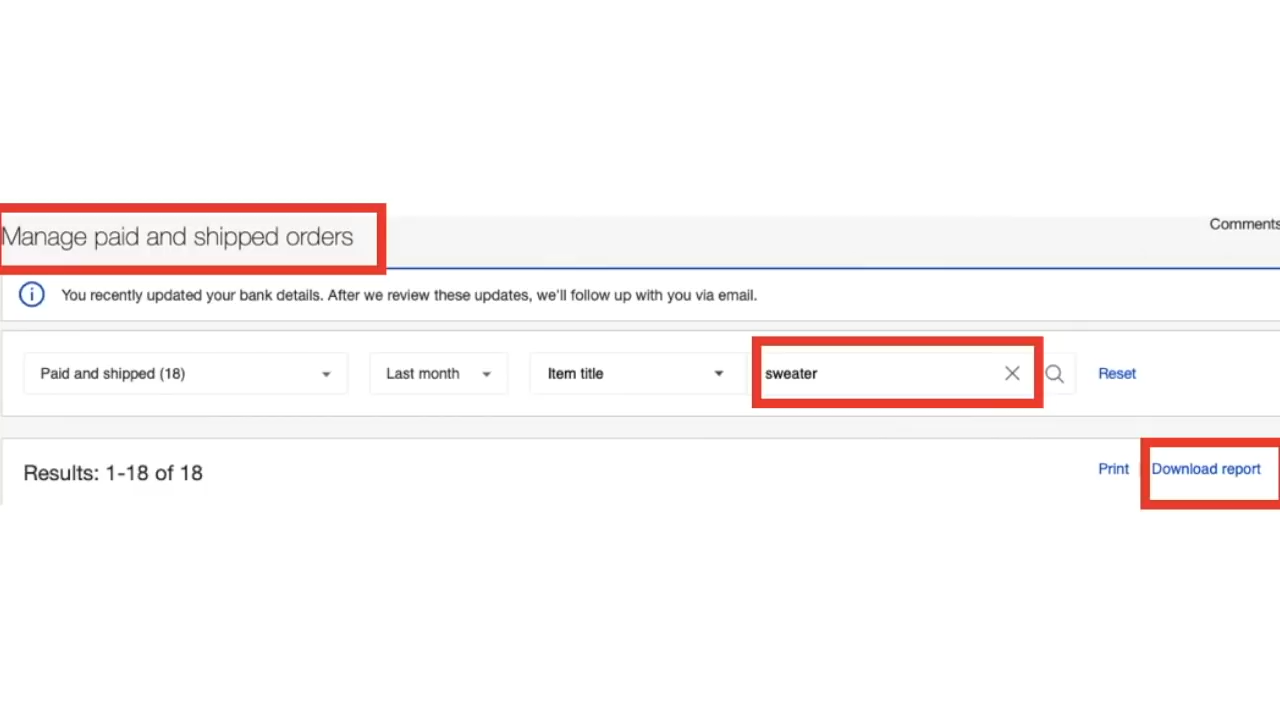 Manage paid and shipped orders
Comments
You recently updated your bank details. After we review these updates, we'll follow up with you via email.
Paid and shipped (18) Last month Item title sweater Reset
Results: 1-18 of 18 Print Download report